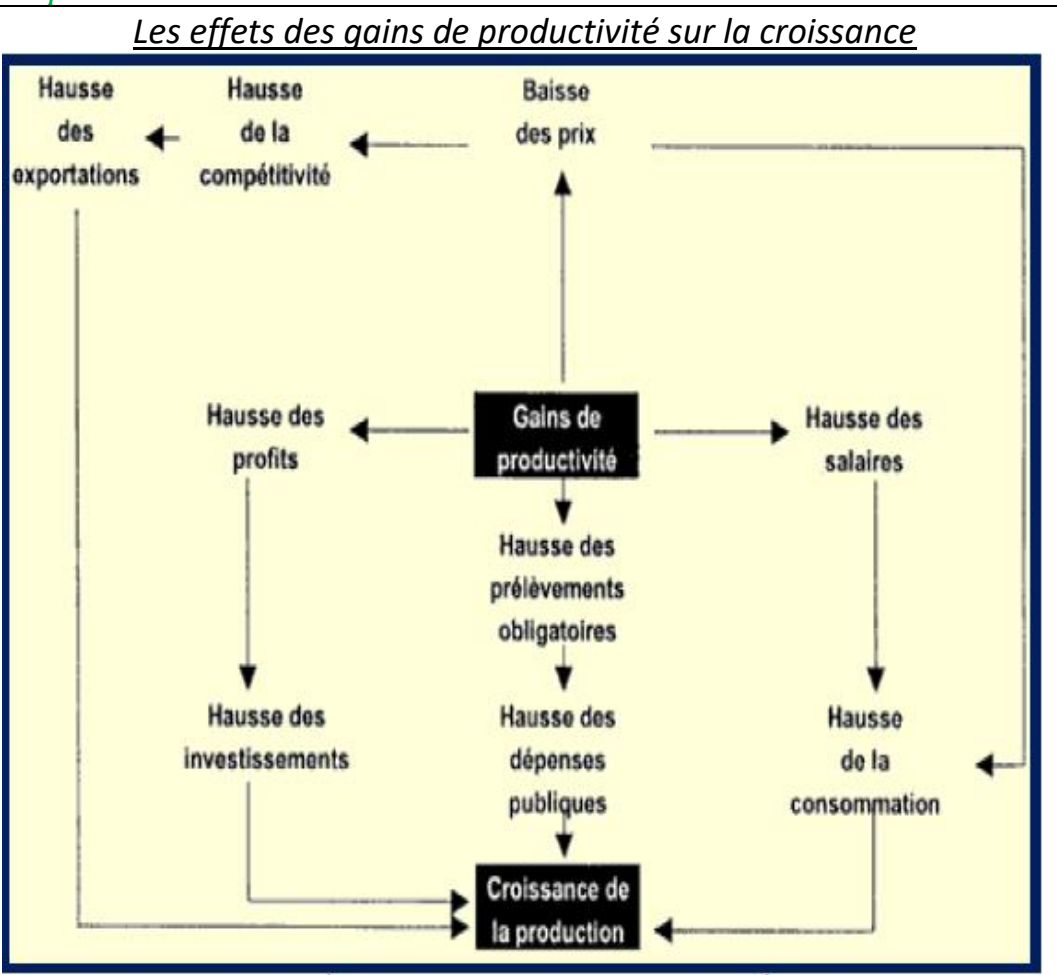 Les effets des gains de productivité sur la croissance
Hausse
des
exportations
Hausse
de la
compétitivité
Baisse
des prix
Hausse des
profits
Gains de
productivité
Hausse des
salaires
Hausse des
prélèvements
obligatoires
Hausse des
investissements
Hausse des
dépenses
publiques
Hausse
de la
consommation
Croissance de
la production